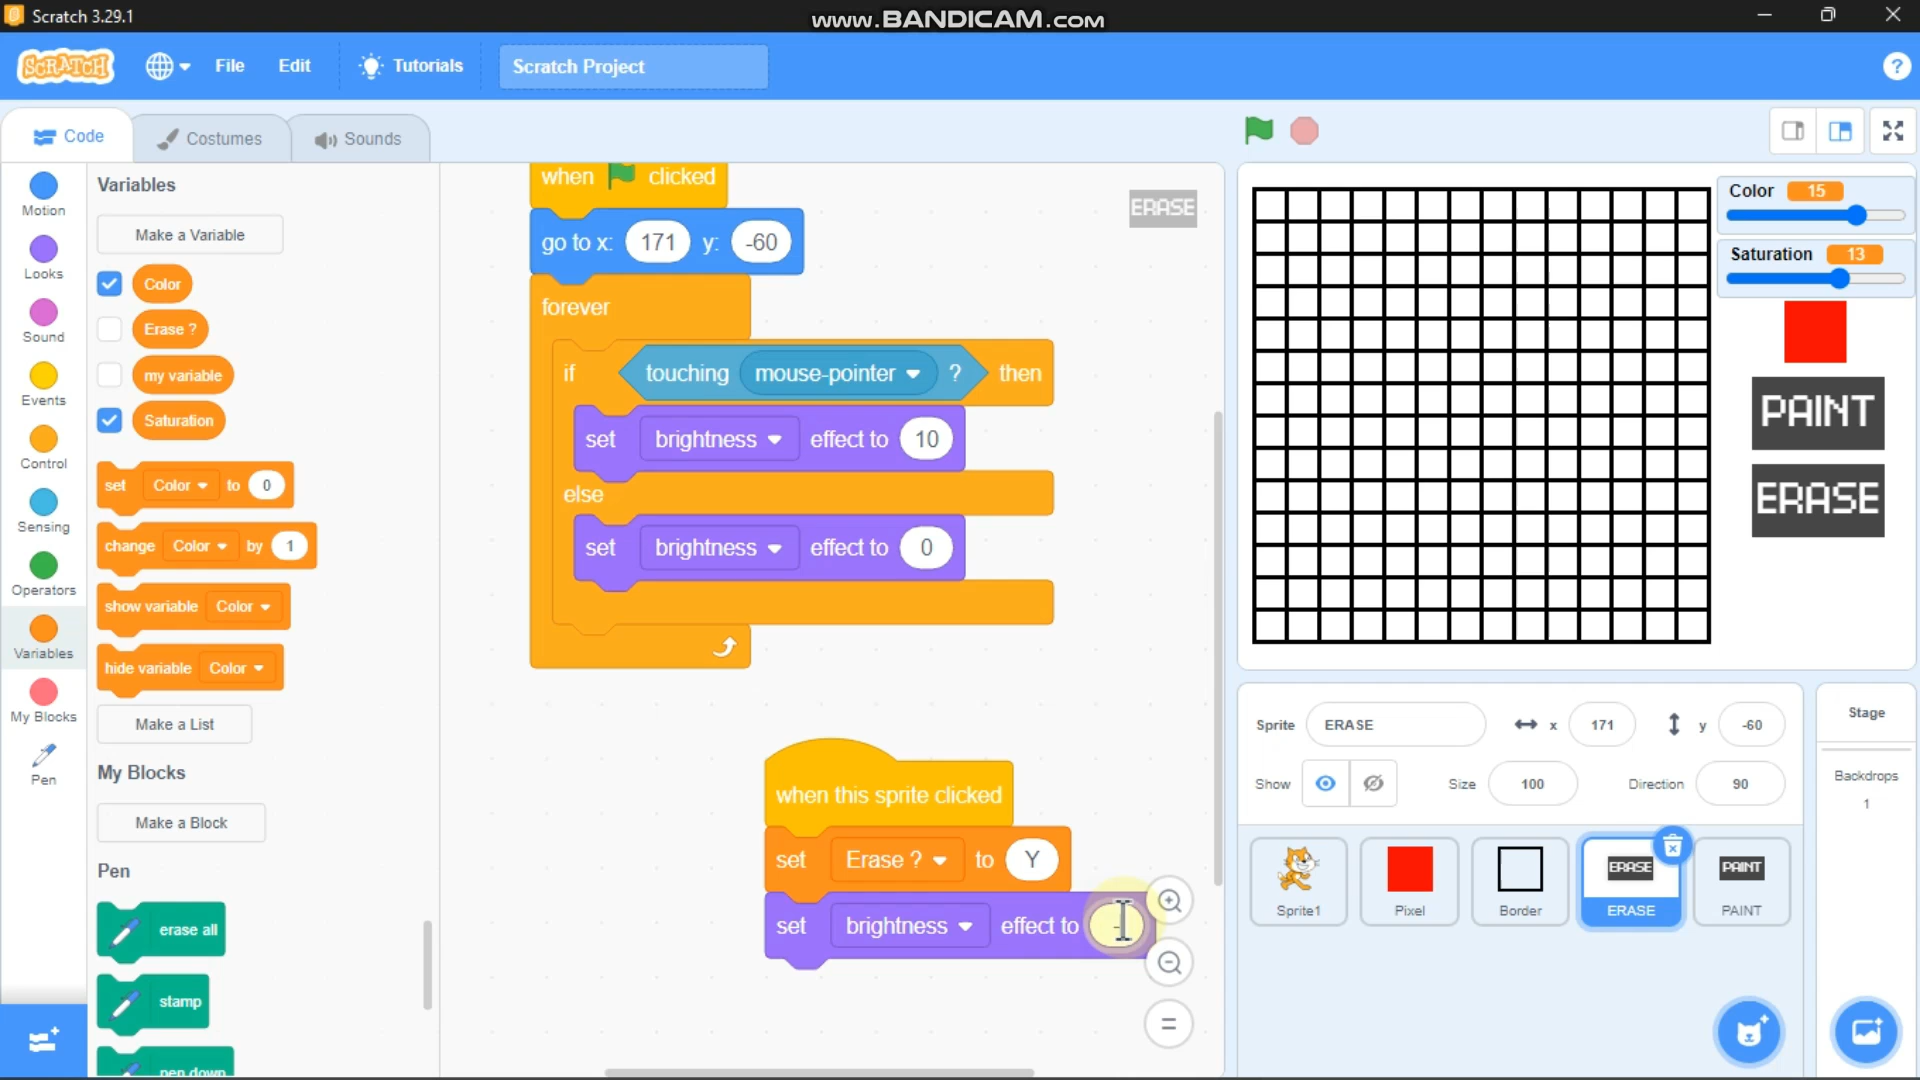 Scratch 3.29.1
www.BANDICAM.com
SCRATCH
File
Edit
Tutorials
Scratch Project
?
Code
Costumes
Sounds
Motion
Looks
Sound
Events
Control
Sensing
Operators
Variables
My Blocks
Pen
Variables
Make a Variable
Color
Erase ?
my variable
Saturation
set Color to 0
change Color by 1
show variable Color
hide variable Color
Make a List
My Blocks
Make a Block
Pen
erase all
stamp
pen down
when clicked
go to x: 171 y: -60
forever
if touching mouse-pointer ? then
set brightness effect to 10
else
set brightness effect to 0
when this sprite clicked
set Erase ? to Y
set brightness effect to -
ERASE
Color 15
Saturation 13
PAINT
ERASE
Sprite ERASE x 171 y -60
Show Size 100 Direction 90
Sprite1
Pixel
Border
ERASE
ERASE
PAINT
PAINT
Stage
Backdrops
1